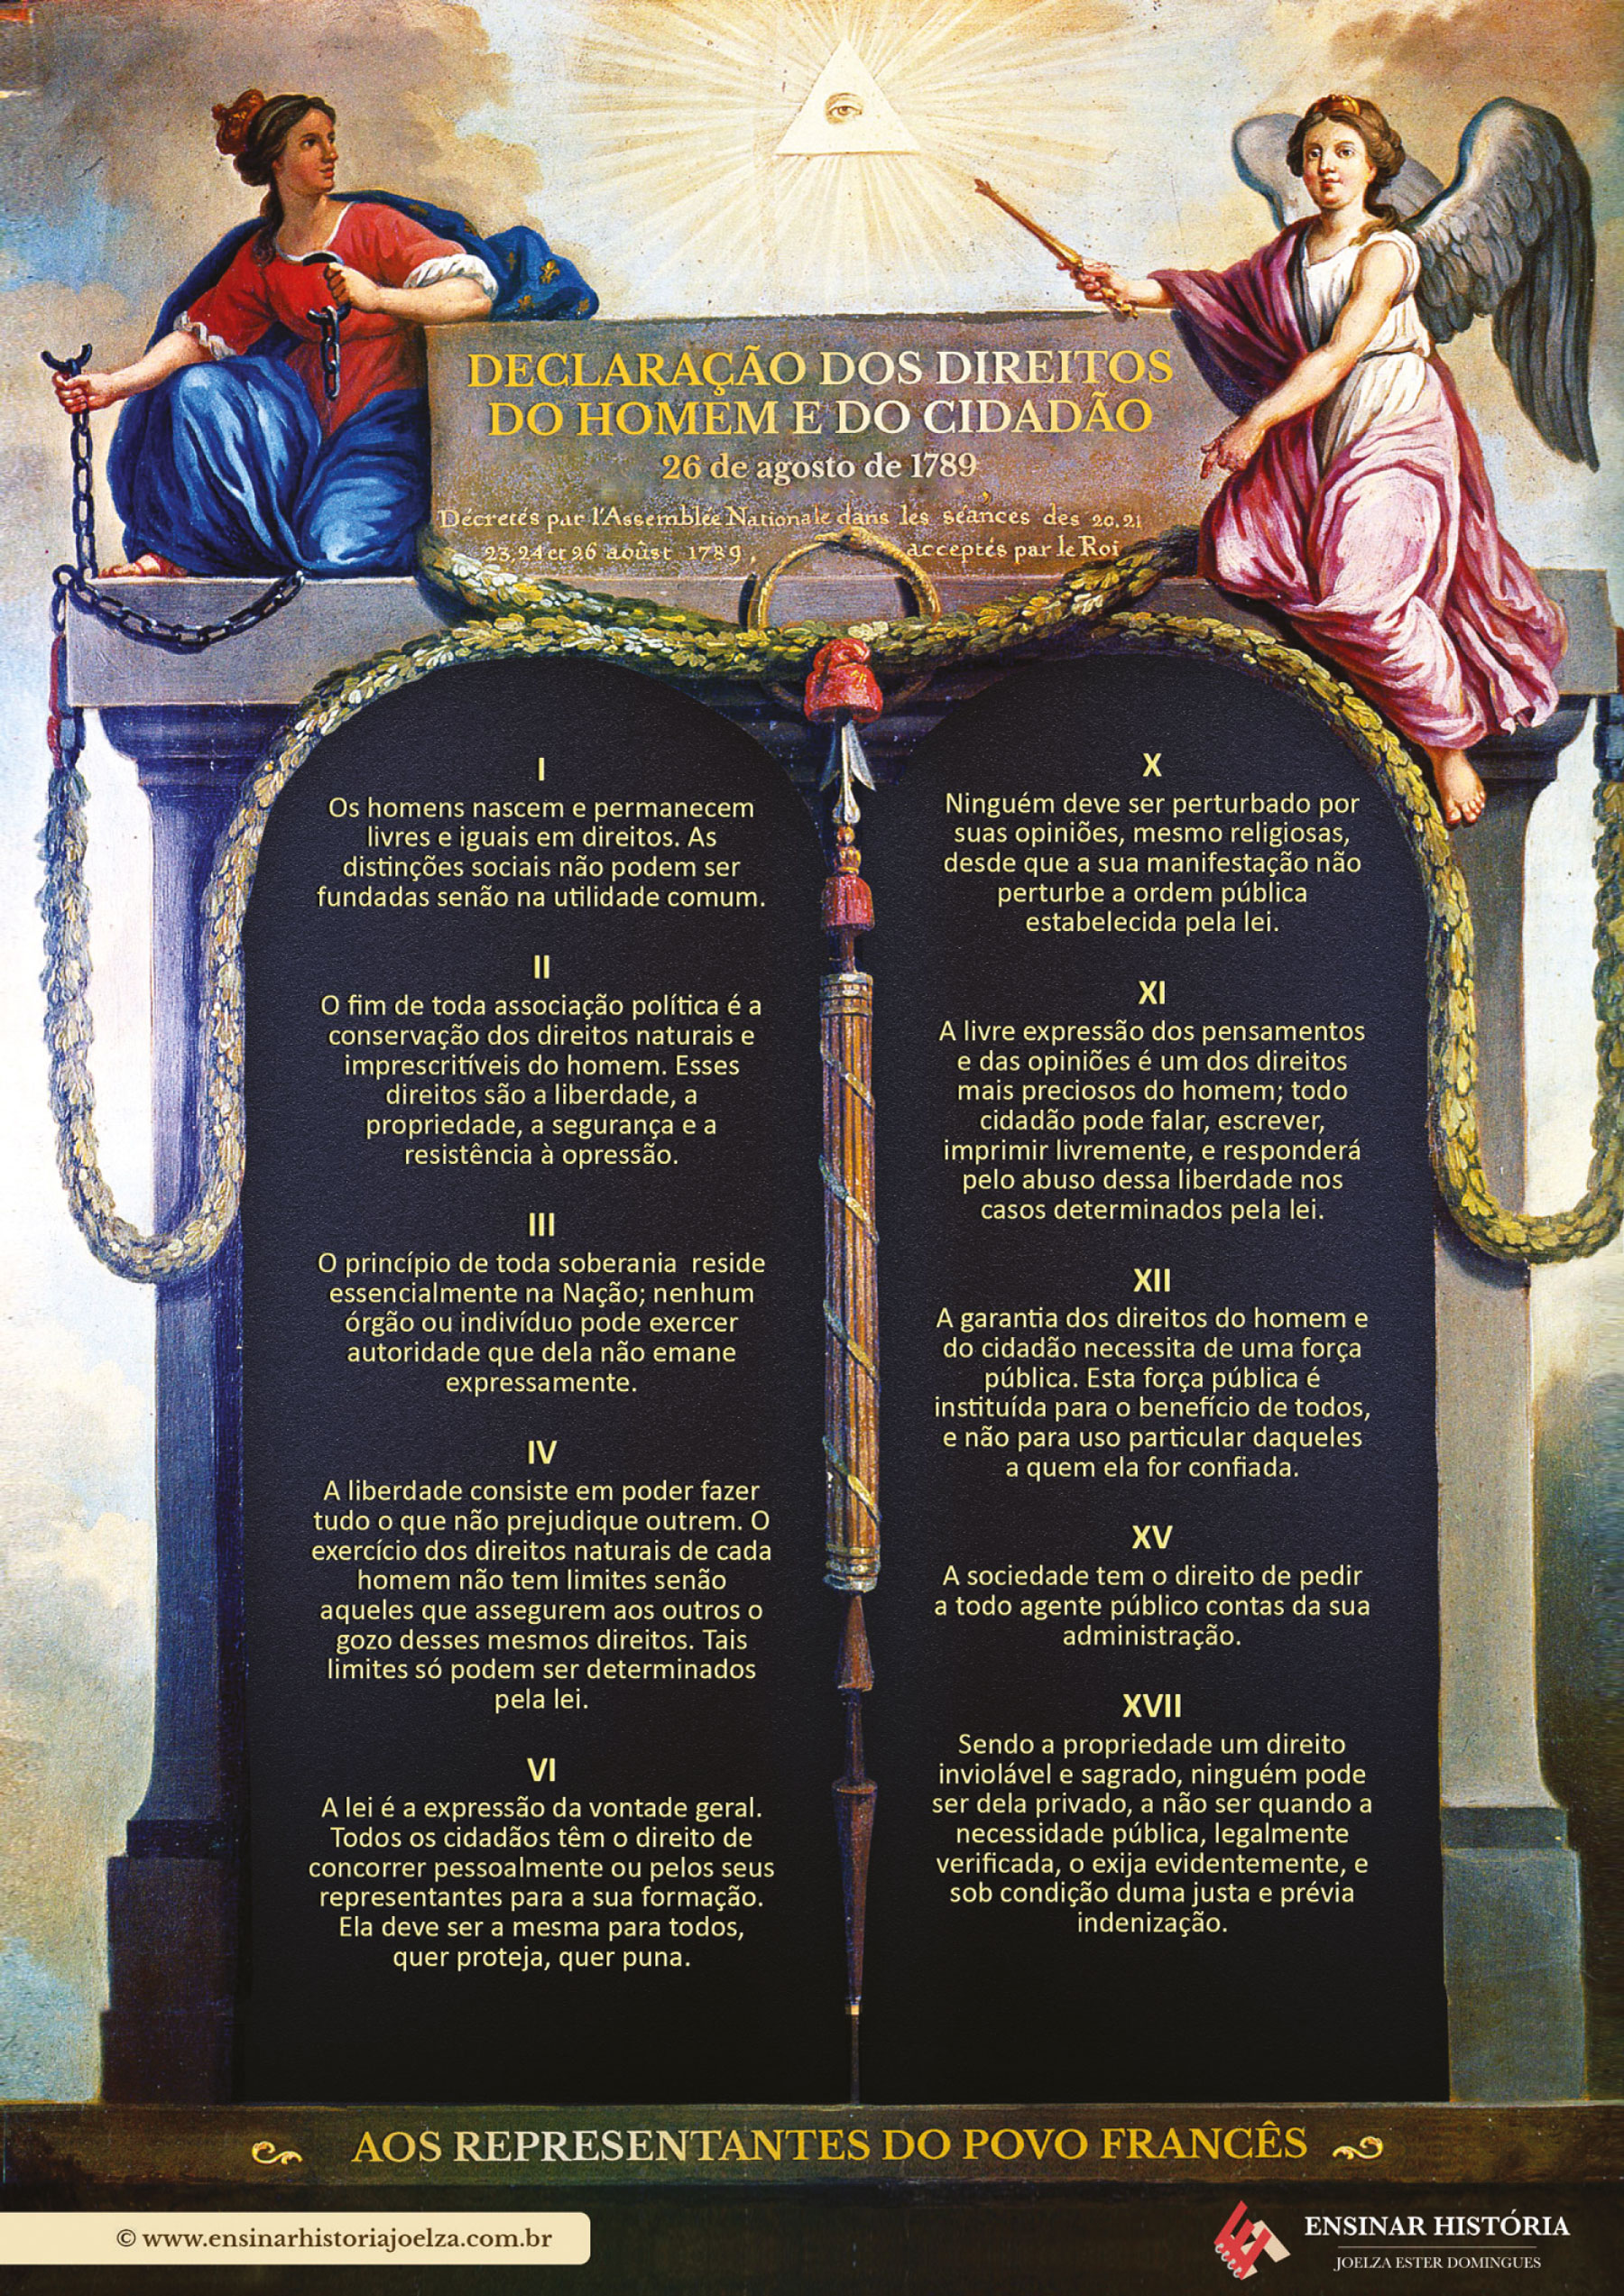 DECLARAÇÃO DOS DIREITOS
DO HOMEM E DO CIDADÃO
26 de agosto de 1789
Décretés par l'Assemblée Nationale dans les séances des 20.21
23.24 et 26 aoûst 1789, acceptés par le Roi
I
Os homens nascem e permanecem
livres e iguais em direitos. As
distinções sociais não podem ser
fundadas senão na utilidade comum.
II
O fim de toda associação política é a
conservação dos direitos naturais e
imprescritíveis do homem. Esses
direitos são a liberdade, a
propriedade, a segurança e a
resistência à opressão.
III
O princípio de toda soberania reside
essencialmente na Nação; nenhum
órgão ou indivíduo pode exercer
autoridade que dela não emane
expressamente.
IV
A liberdade consiste em poder fazer
tudo o que não prejudique outrem. O
exercício dos direitos naturais de cada
homem não tem limites senão
aqueles que assegurem aos outros o
gozo desses mesmos direitos. Tais
limites só podem ser determinados
pela lei.
VI
A lei é a expressão da vontade geral.
Todos os cidadãos têm o direito de
concorrer pessoalmente ou pelos seus
representantes para a sua formação.
Ela deve ser a mesma para todos,
quer proteja, quer puna.
X
Ninguém deve ser perturbado por
suas opiniões, mesmo religiosas,
desde que a sua manifestação não
perturbe a ordem pública
estabelecida pela lei.
XI
A livre expressão dos pensamentos
e das opiniões é um dos direitos
mais preciosos do homem; todo
cidadão pode falar, escrever,
imprimir livremente, e responderá
pelo abuso dessa liberdade nos
casos determinados pela lei.
XII
A garantia dos direitos do homem e
do cidadão necessita de uma força
pública. Esta força pública é
instituída para o benefício de todos,
e não para uso particular daqueles
a quem ela for confiada.
XV
A sociedade tem o direito de pedir
a todo agente público contas da sua
administração.
XVII
Sendo a propriedade um direito
inviolável e sagrado, ninguém pode
ser dela privado, a não ser quando a
necessidade pública, legalmente
verificada, o exija evidentemente, e
sob condição duma justa e prévia
indenização.
AOS REPRESENTANTES DO POVO FRANCÊS
© www.ensinarhistoriajoelza.com.br
ENSINAR HISTÓRIA
JOELZA ESTER DOMINGUES